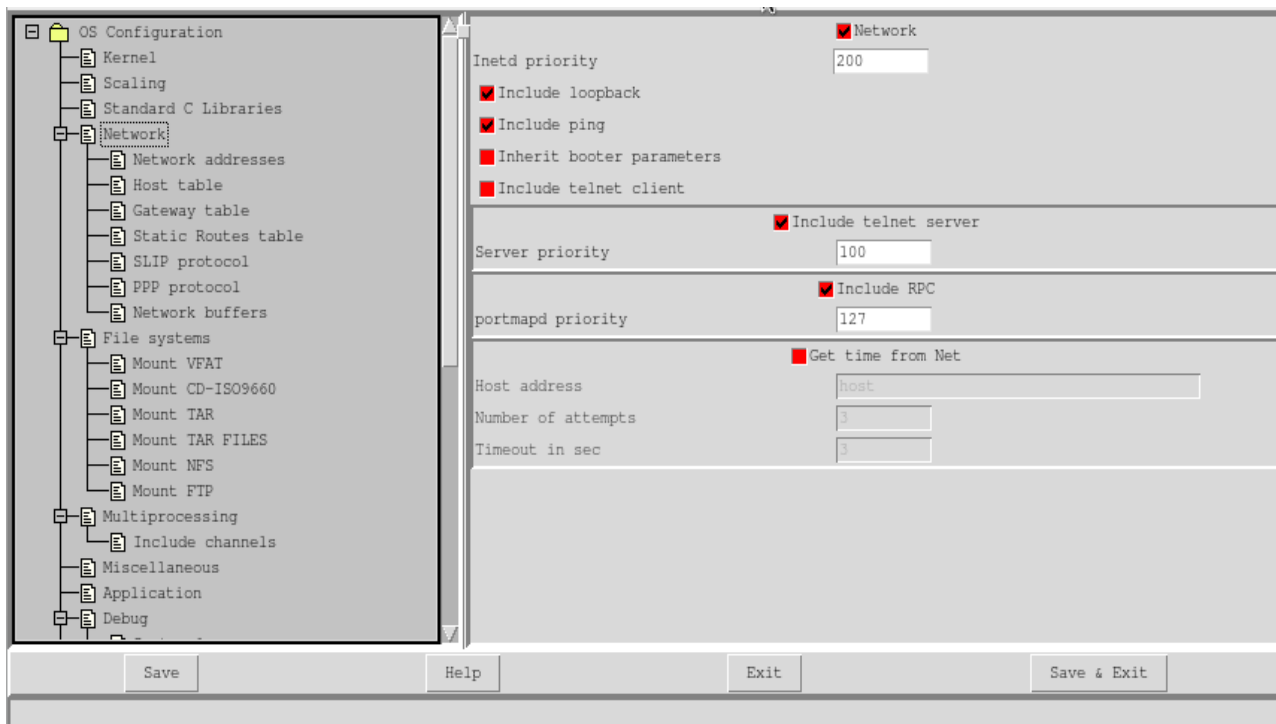 OS Configuration
Kernel
Scaling
Standard C Libraries
Network
Network addresses
Host table
Gateway table
Static Routes table
SLIP protocol
PPP protocol
Network buffers
File systems
Mount VFAT
Mount CD-ISO9660
Mount TAR
Mount TAR FILES
Mount NFS
Mount FTP
Multiprocessing
Include channels
Miscellaneous
Application
Debug
Network
Inetd priority 200
Include loopback
Include ping
Inherit booter parameters
Include telnet client
Include telnet server
Server priority 100
Include RPC
portmapd priority 127
Get time from Net
Host address host
Number of attempts 3
Timeout in sec 3
Save Help Exit Save & Exit